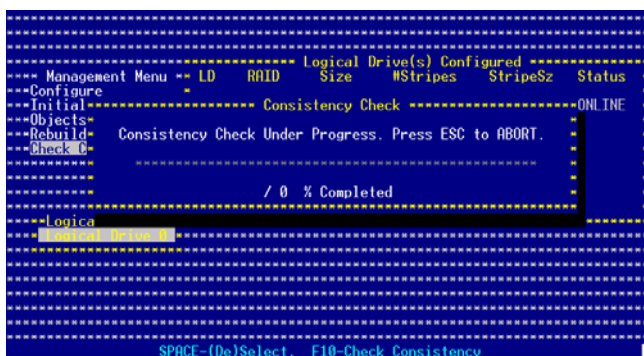 Logical Drive(s) Configured
Management Menu LD RAID Size #Stripes StripeSz Status
Configure
Initial Consistency Check ONLINE
Objects
Rebuild Consistency Check Under Progress. Press ESC to ABORT.
Check C
/ 0 % Completed
Logica
Logical Drive 0
SPACE-(De)Select, F10-Check Consistency